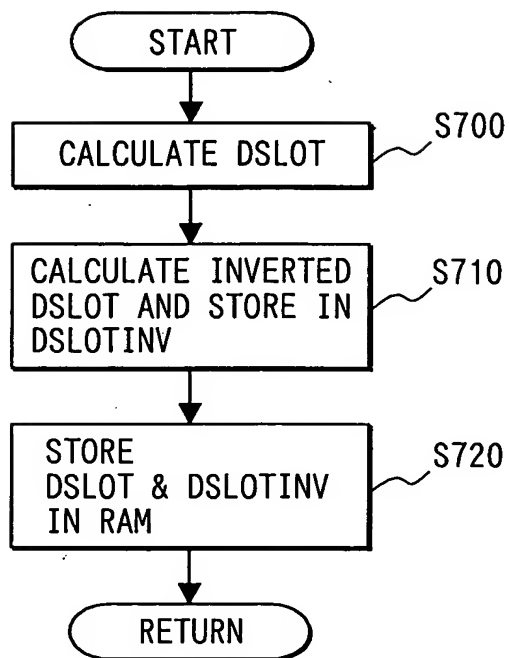 START
CALCULATE DSLOT
S700
CALCULATE INVERTED
DSLOT AND STORE IN
DSLOTINV
S710
STORE
DSLOT & DSLOTINV
IN RAM
S720
RETURN